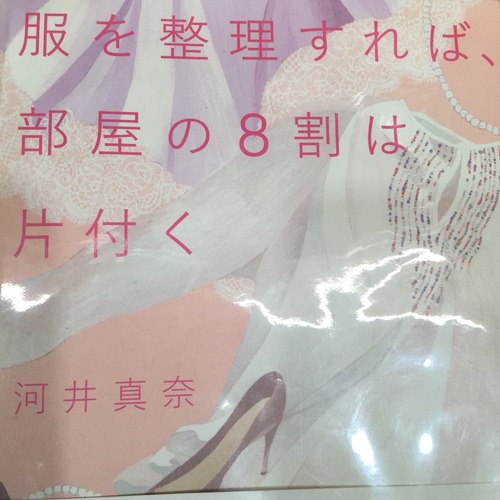 服を整理すれば、
部屋の8割は
片付く
河井真奈